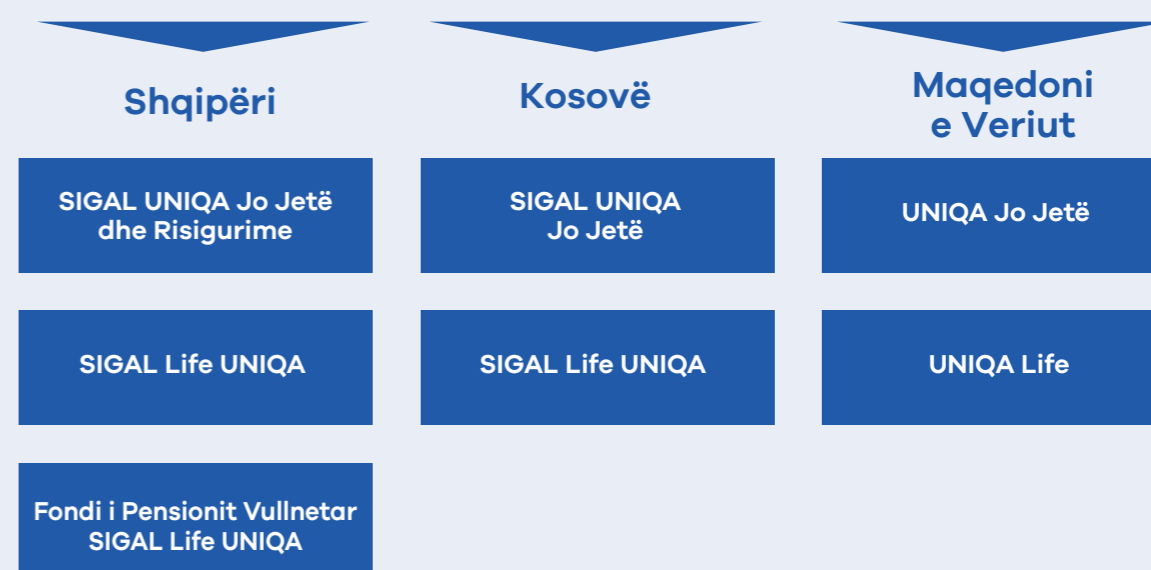 Shqipëri
SIGAL UNIQA Jo Jetë
dhe Risigurime
SIGAL Life UNIQA
Fondi i Pensionit Vullnetar
SIGAL Life UNIQA
Kosovë
SIGAL UNIQA
Jo Jetë
SIGAL Life UNIQA
Maqedoni
e Veriut
UNIQA Jo Jetë
UNIQA Life